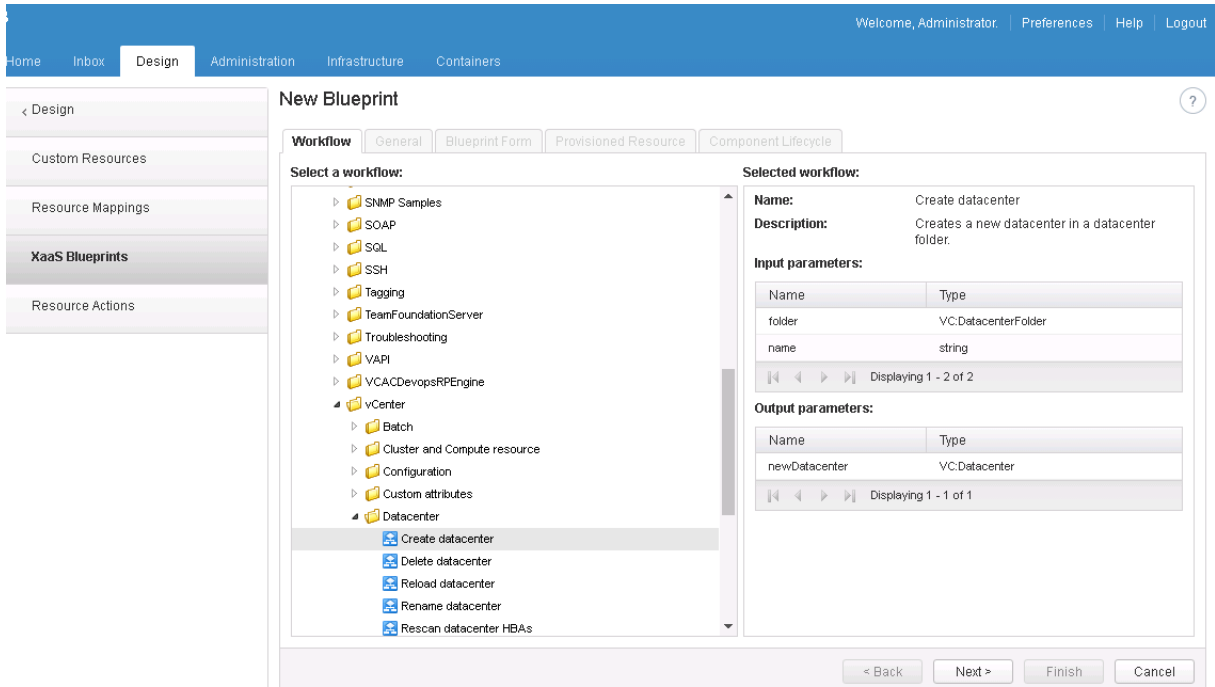 Welcome, Administrator. Preferences Help Logout
Home Inbox Design Administration Infrastructure Containers
< Design
Custom Resources
Resource Mappings
XaaS Blueprints
Resource Actions
New Blueprint
?
Workflow General Blueprint Form Provisioned Resource Component Lifecycle
Select a workflow:
SNMP Samples
SOAP
SQL
SSH
Tagging
TeamFoundationServer
Troubleshooting
VAPI
VCACDevopsRPEngine
vCenter
Batch
Cluster and Compute resource
Configuration
Custom attributes
Datacenter
Create datacenter
Delete datacenter
Reload datacenter
Rename datacenter
Rescan datacenter HBAs
Selected workflow:
Name: Create datacenter
Description: Creates a new datacenter in a datacenter
folder.
Input parameters:
Name Type
folder VC:DatacenterFolder
name string
Displaying 1 - 2 of 2
Output parameters:
Name Type
newDatacenter VC:Datacenter
Displaying 1 - 1 of 1
< Back Next > Finish Cancel